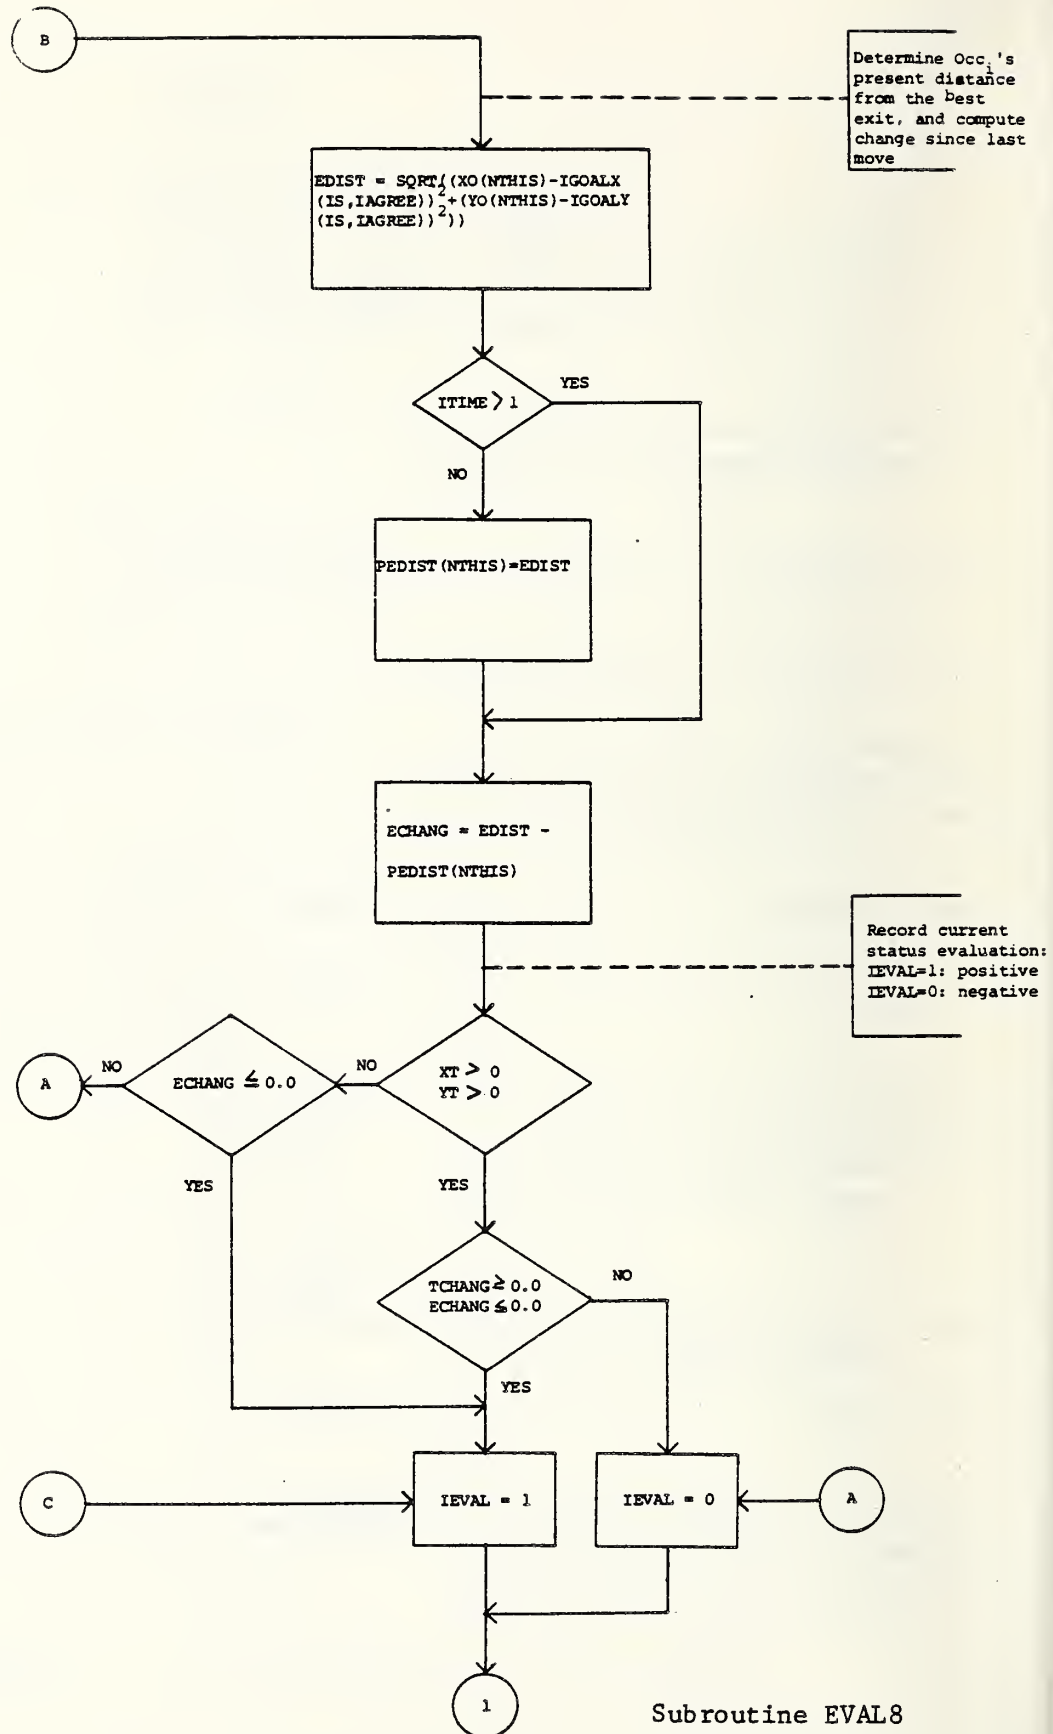 B
Determine Occ i's
present distance
from the best
exit, and compute
change since last
move
EDIST = SQRT((XO(NTHIS)-IGOALX
(IS,IAGREE))²+(YO(NTHIS)-IGOALY
(IS,IAGREE))²))
ITIME > 1
YES
NO
PEDIST(NTHIS)=EDIST
ECHANG = EDIST -
PEDIST(NTHIS)
Record current
status evaluation:
IEVAL=1: positive
IEVAL=0: negative
A
NO
ECHANG ≤ 0.0
NO
XT > 0
YT > 0
YES
YES
TCHANG ≥ 0.0
ECHANG ≤ 0.0
NO
YES
C
IEVAL = 1
IEVAL = 0
A
1
Subroutine EVAL8